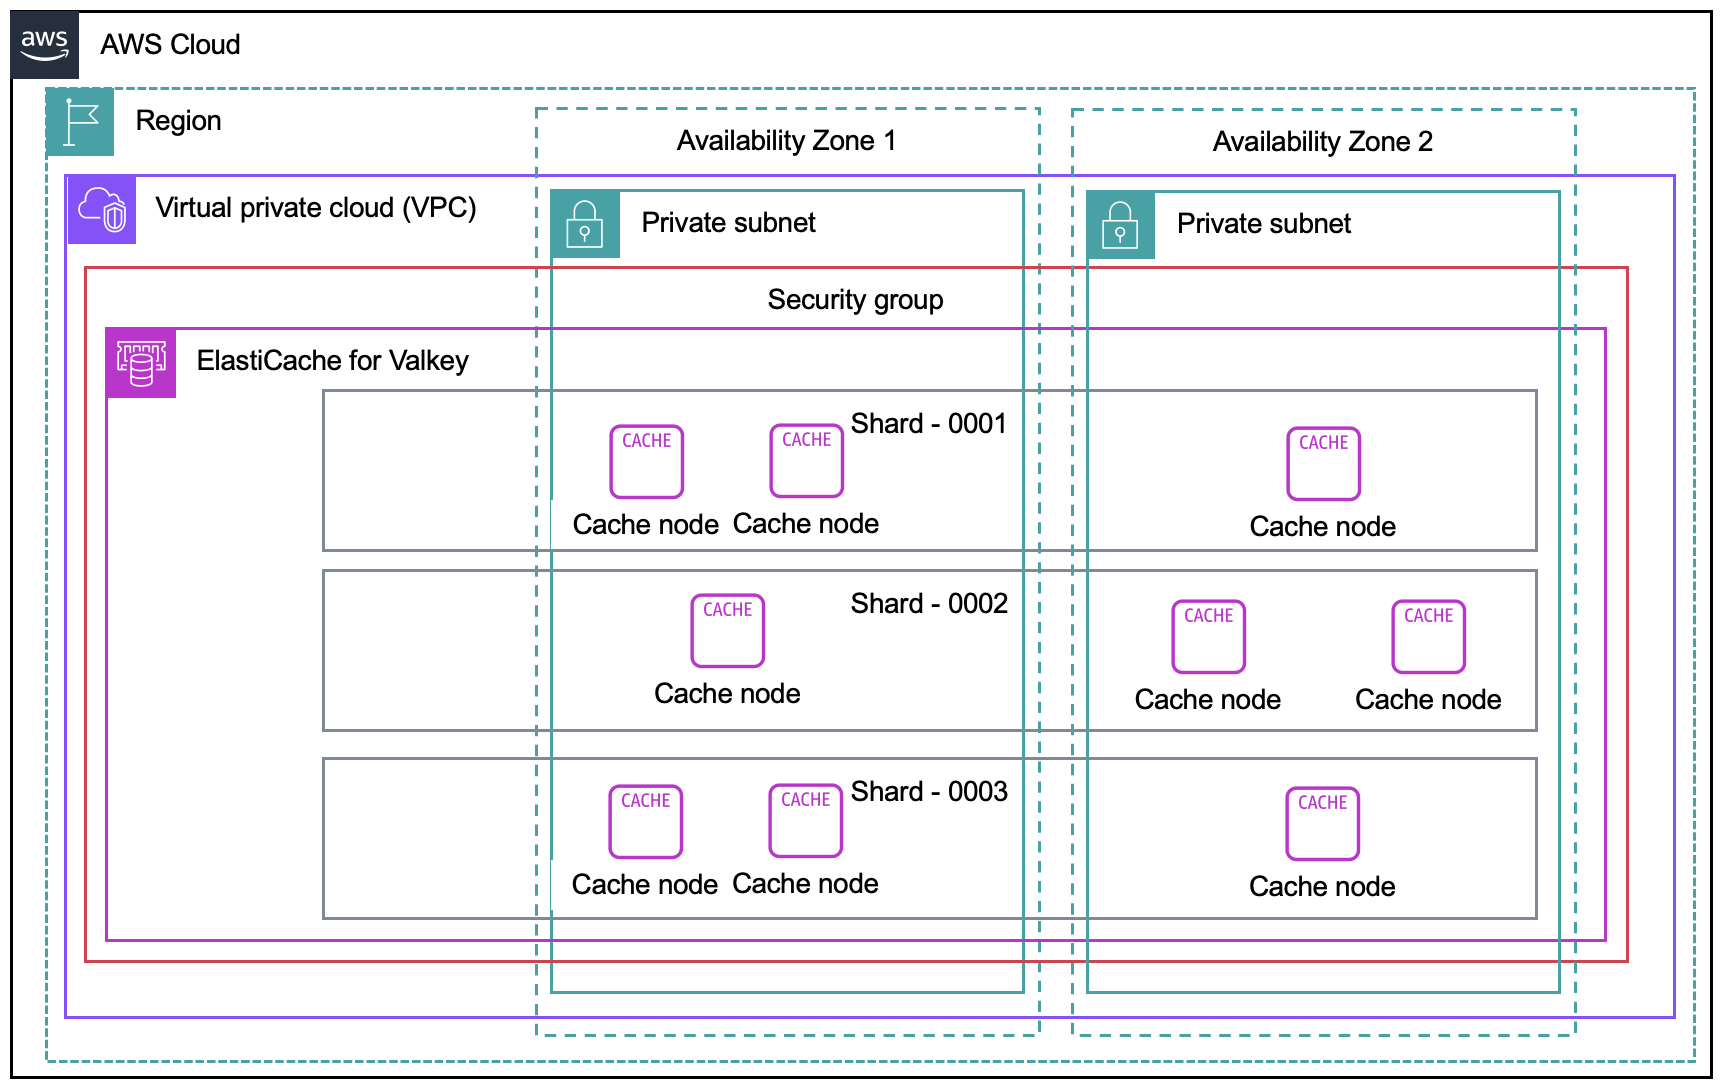 aws
AWS Cloud
Region
Availability Zone 1
Availability Zone 2
Virtual private cloud (VPC)
Private subnet
Private subnet
Security group
ElastiCache for Valkey
Shard - 0001
CACHE
CACHE
CACHE
Cache node
Cache node
Cache node
Shard - 0002
CACHE
CACHE
CACHE
Cache node
Cache node
Cache node
Shard - 0003
CACHE
CACHE
CACHE
Cache node
Cache node
Cache node